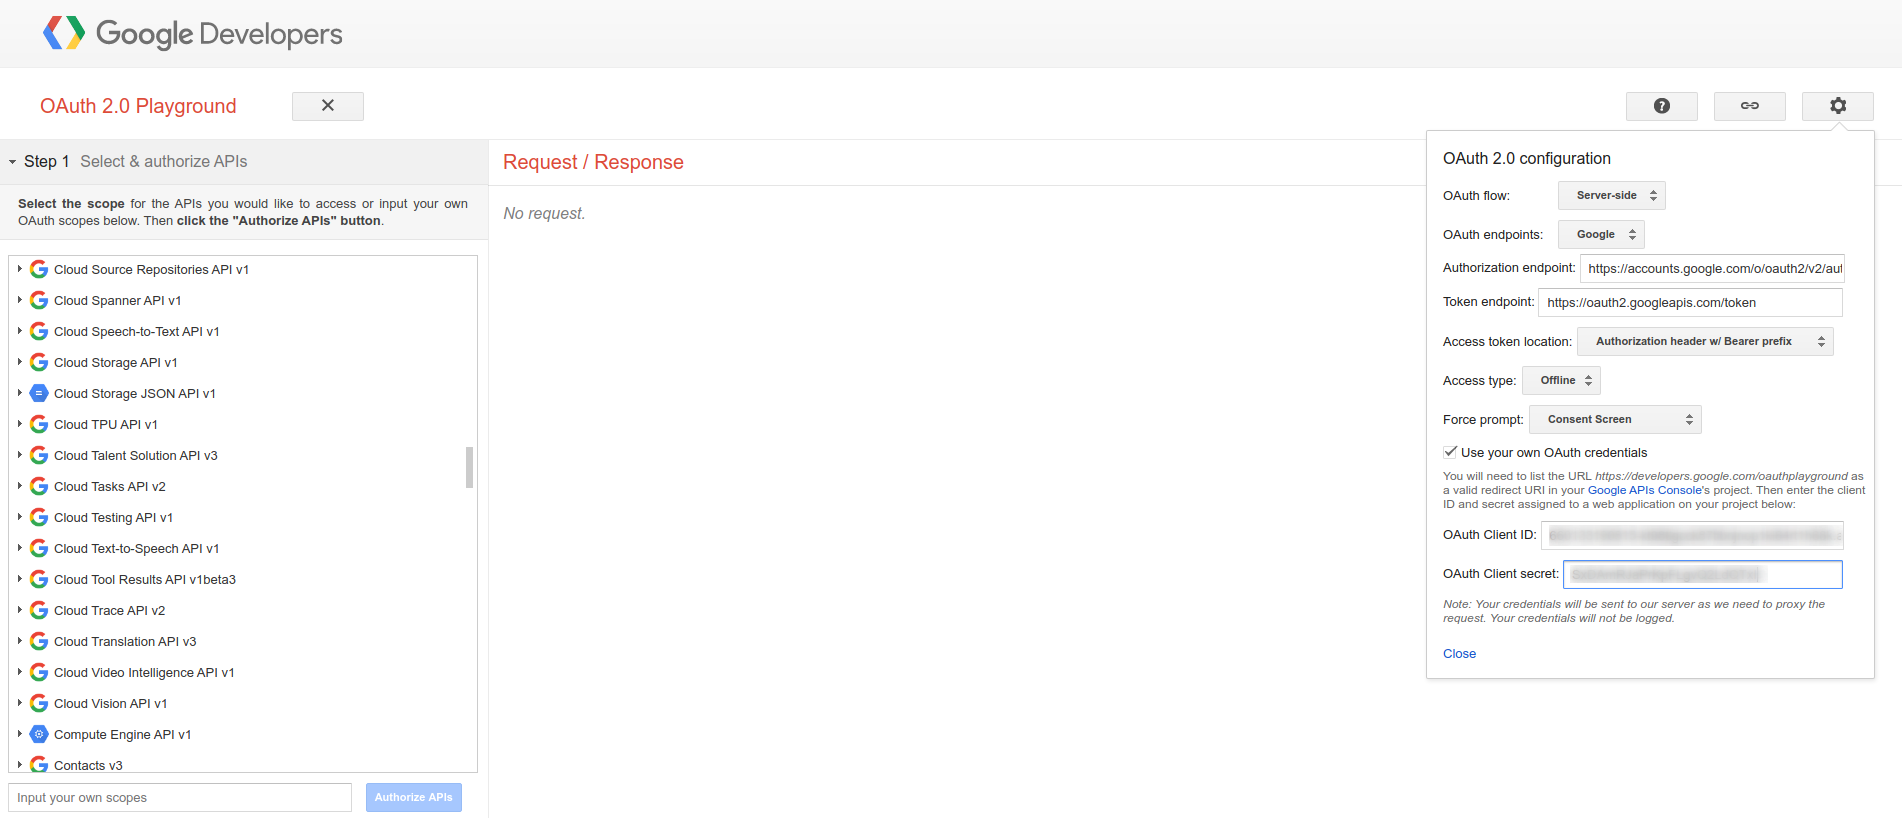 Google Developers
OAuth 2.0 Playground
Step 1 Select & authorize APIs
Select the scope for the APIs you would like to access or input your own
OAuth scopes below. Then click the "Authorize APIs" button.
Cloud Source Repositories API v1
Cloud Spanner API v1
Cloud Speech-to-Text API v1
Cloud Storage API v1
Cloud Storage JSON API v1
Cloud TPU API v1
Cloud Talent Solution API v3
Cloud Tasks API v2
Cloud Testing API v1
Cloud Text-to-Speech API v1
Cloud Tool Results API v1beta3
Cloud Trace API v2
Cloud Translation API v3
Cloud Video Intelligence API v1
Cloud Vision API v1
Compute Engine API v1
Contacts v3
Input your own scopes
Authorize APIs
Request / Response
No request.
OAuth 2.0 configuration
OAuth flow: Server-side
OAuth endpoints: Google
Authorization endpoint: https://accounts.google.com/o/oauth2/v2/aut
Token endpoint: https://oauth2.googleapis.com/token
Access token location: Authorization header w/ Bearer prefix
Access type: Offline
Force prompt: Consent Screen
Use your own OAuth credentials
You will need to list the URL https://developers.google.com/oauthplayground as
a valid redirect URI in your Google APIs Console's project. Then enter the client
ID and secret assigned to a web application on your project below:
OAuth Client ID:
OAuth Client secret:
Note: Your credentials will be sent to our server as we need to proxy the
request. Your credentials will not be logged.
Close